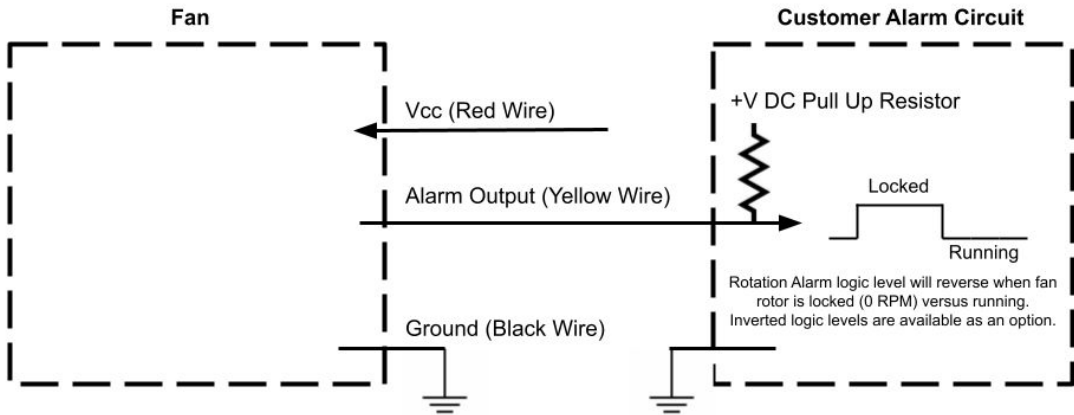 Fan
Customer Alarm Circuit
Vcc (Red Wire)
+V DC Pull Up Resistor
Alarm Output (Yellow Wire)
Locked
Running
Rotation Alarm logic level will reverse when fan
rotor is locked (0 RPM) versus running.
Inverted logic levels are available as an option.
Ground (Black Wire)